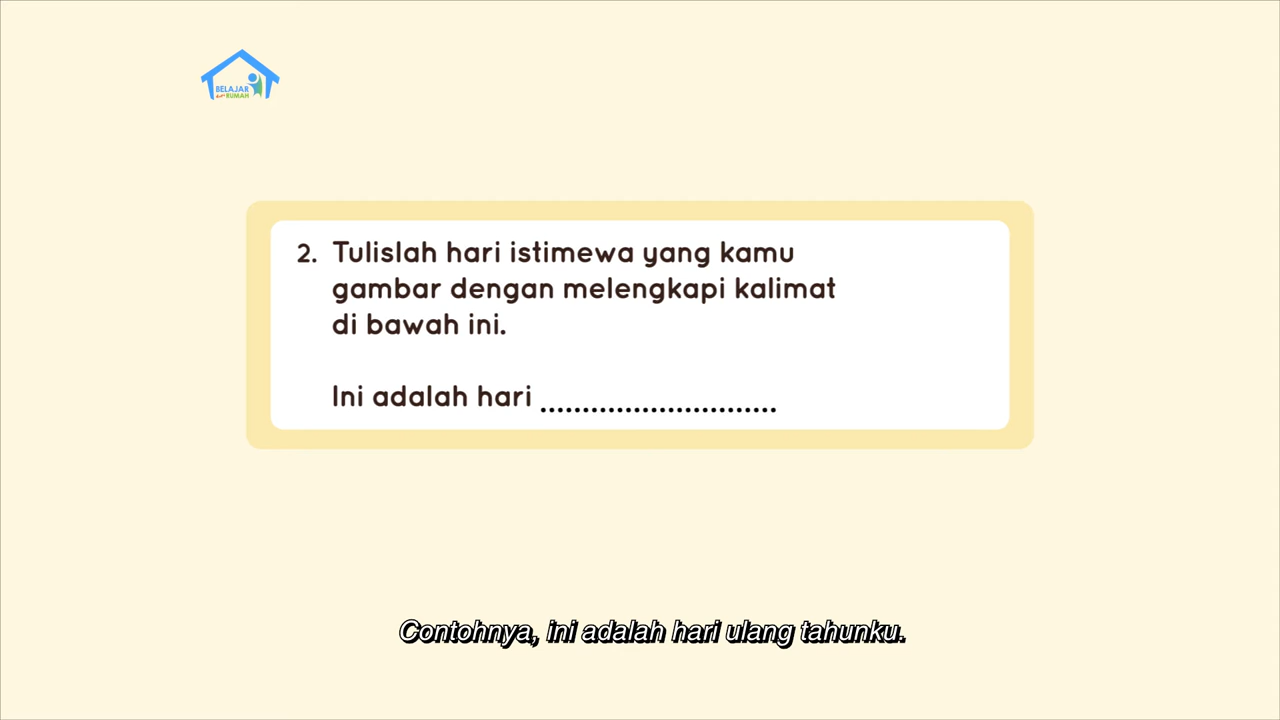 BELAJAR
dari RUMAH
2. Tulislah hari istimewa yang kamu
gambar dengan melengkapi kalimat
di bawah ini.
Ini adalah hari ............................
Contohnya, ini adalah hari ulang tahunku.